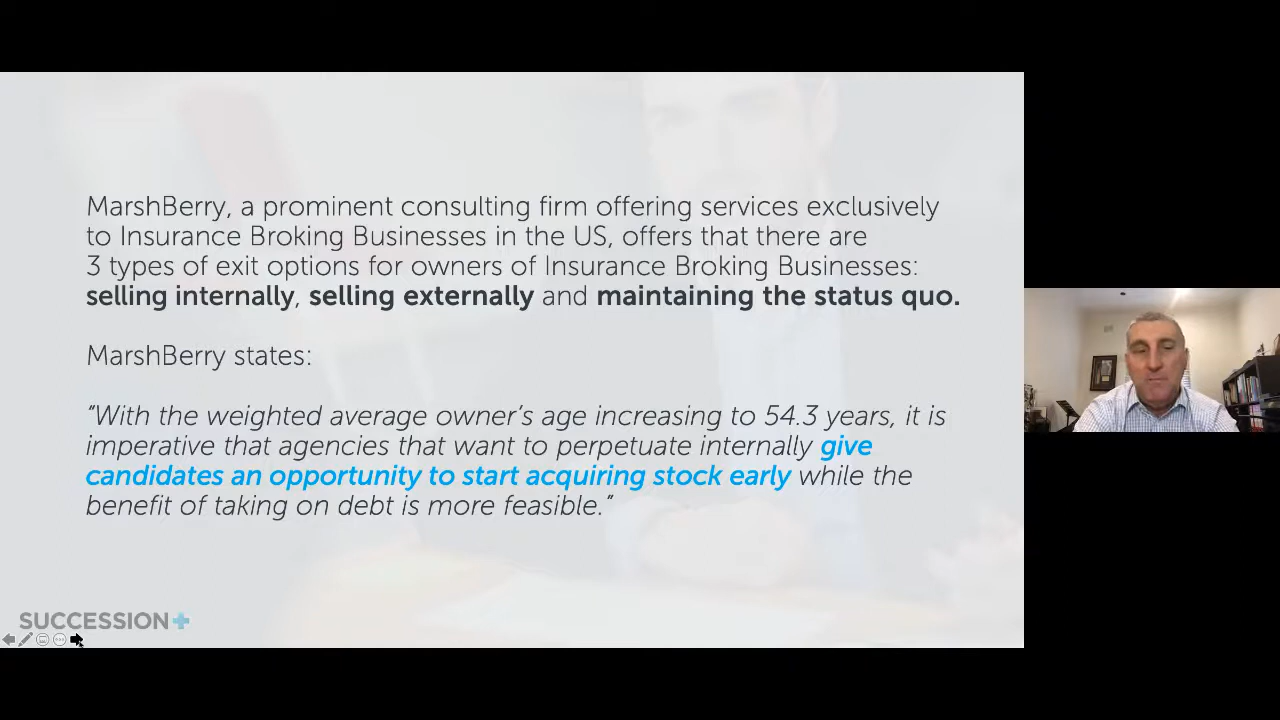 MarshBerry, a prominent consulting firm offering services exclusively
to Insurance Broking Businesses in the US, offers that there are
3 types of exit options for owners of Insurance Broking Businesses:
selling internally, selling externally and maintaining the status quo.
MarshBerry states:
"With the weighted average owner's age increasing to 54.3 years, it is
imperative that agencies that want to perpetuate internally give
candidates an opportunity to start acquiring stock early while the
benefit of taking on debt is more feasible."
SUCCESSION+